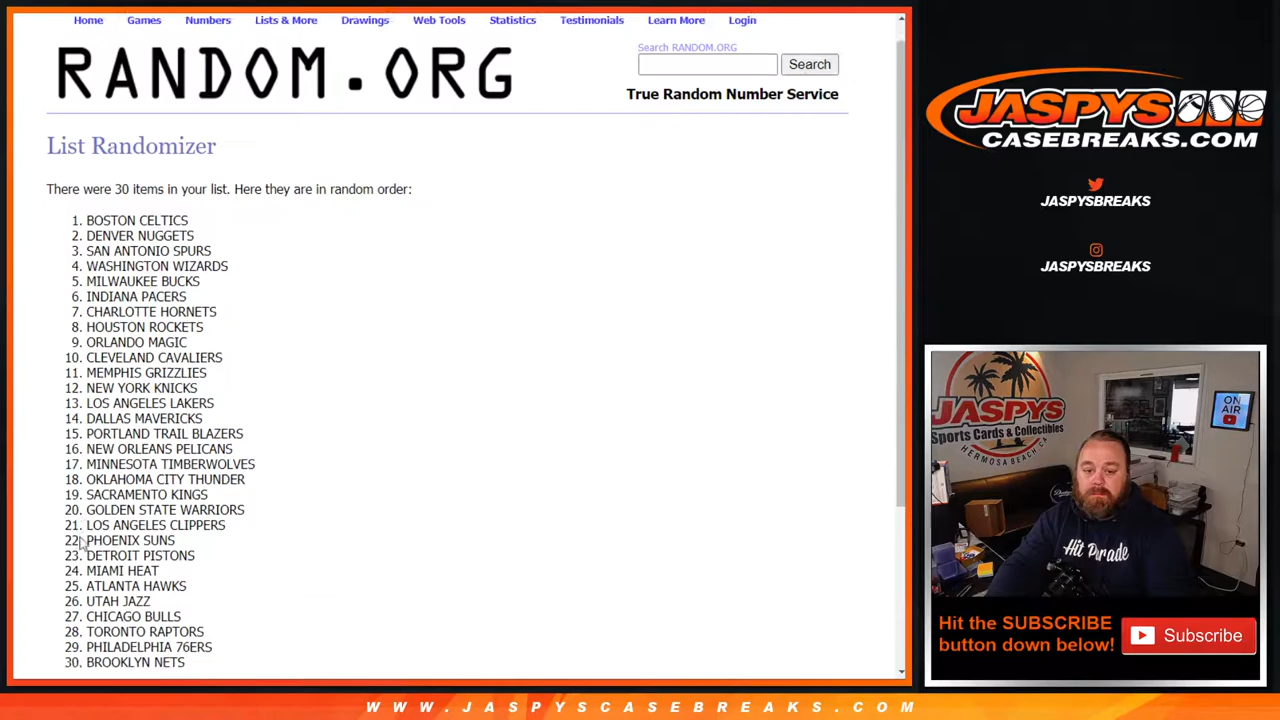 Home Games Numbers Lists & More Drawings Web Tools Statistics Testimonials Learn More Login
RANDOM.ORG
Search RANDOM.ORG
Search
True Random Number Service
List Randomizer
There were 30 items in your list. Here they are in random order:
1. BOSTON CELTICS
2. DENVER NUGGETS
3. SAN ANTONIO SPURS
4. WASHINGTON WIZARDS
5. MILWAUKEE BUCKS
6. INDIANA PACERS
7. CHARLOTTE HORNETS
8. HOUSTON ROCKETS
9. ORLANDO MAGIC
10. CLEVELAND CAVALIERS
11. MEMPHIS GRIZZLIES
12. NEW YORK KNICKS
13. LOS ANGELES LAKERS
14. DALLAS MAVERICKS
15. PORTLAND TRAIL BLAZERS
16. NEW ORLEANS PELICANS
17. MINNESOTA TIMBERWOLVES
18. OKLAHOMA CITY THUNDER
19. SACRAMENTO KINGS
20. GOLDEN STATE WARRIORS
21. LOS ANGELES CLIPPERS
22. PHOENIX SUNS
23. DETROIT PISTONS
24. MIAMI HEAT
25. ATLANTA HAWKS
26. UTAH JAZZ
27. CHICAGO BULLS
28. TORONTO RAPTORS
29. PHILADELPHIA 76ERS
30. BROOKLYN NETS
JASPYS
CASEBREAKS.COM
JASPYSBREAKS
JASPYSBREAKS
JASPYS
Sports Cards & Collectibles
HERMOSA BEACH, CA
ON
AIR
Hit Parade
Hit the SUBSCRIBE
button down below!
Subscribe
WWW.JASPYSCASEBREAKS.COM